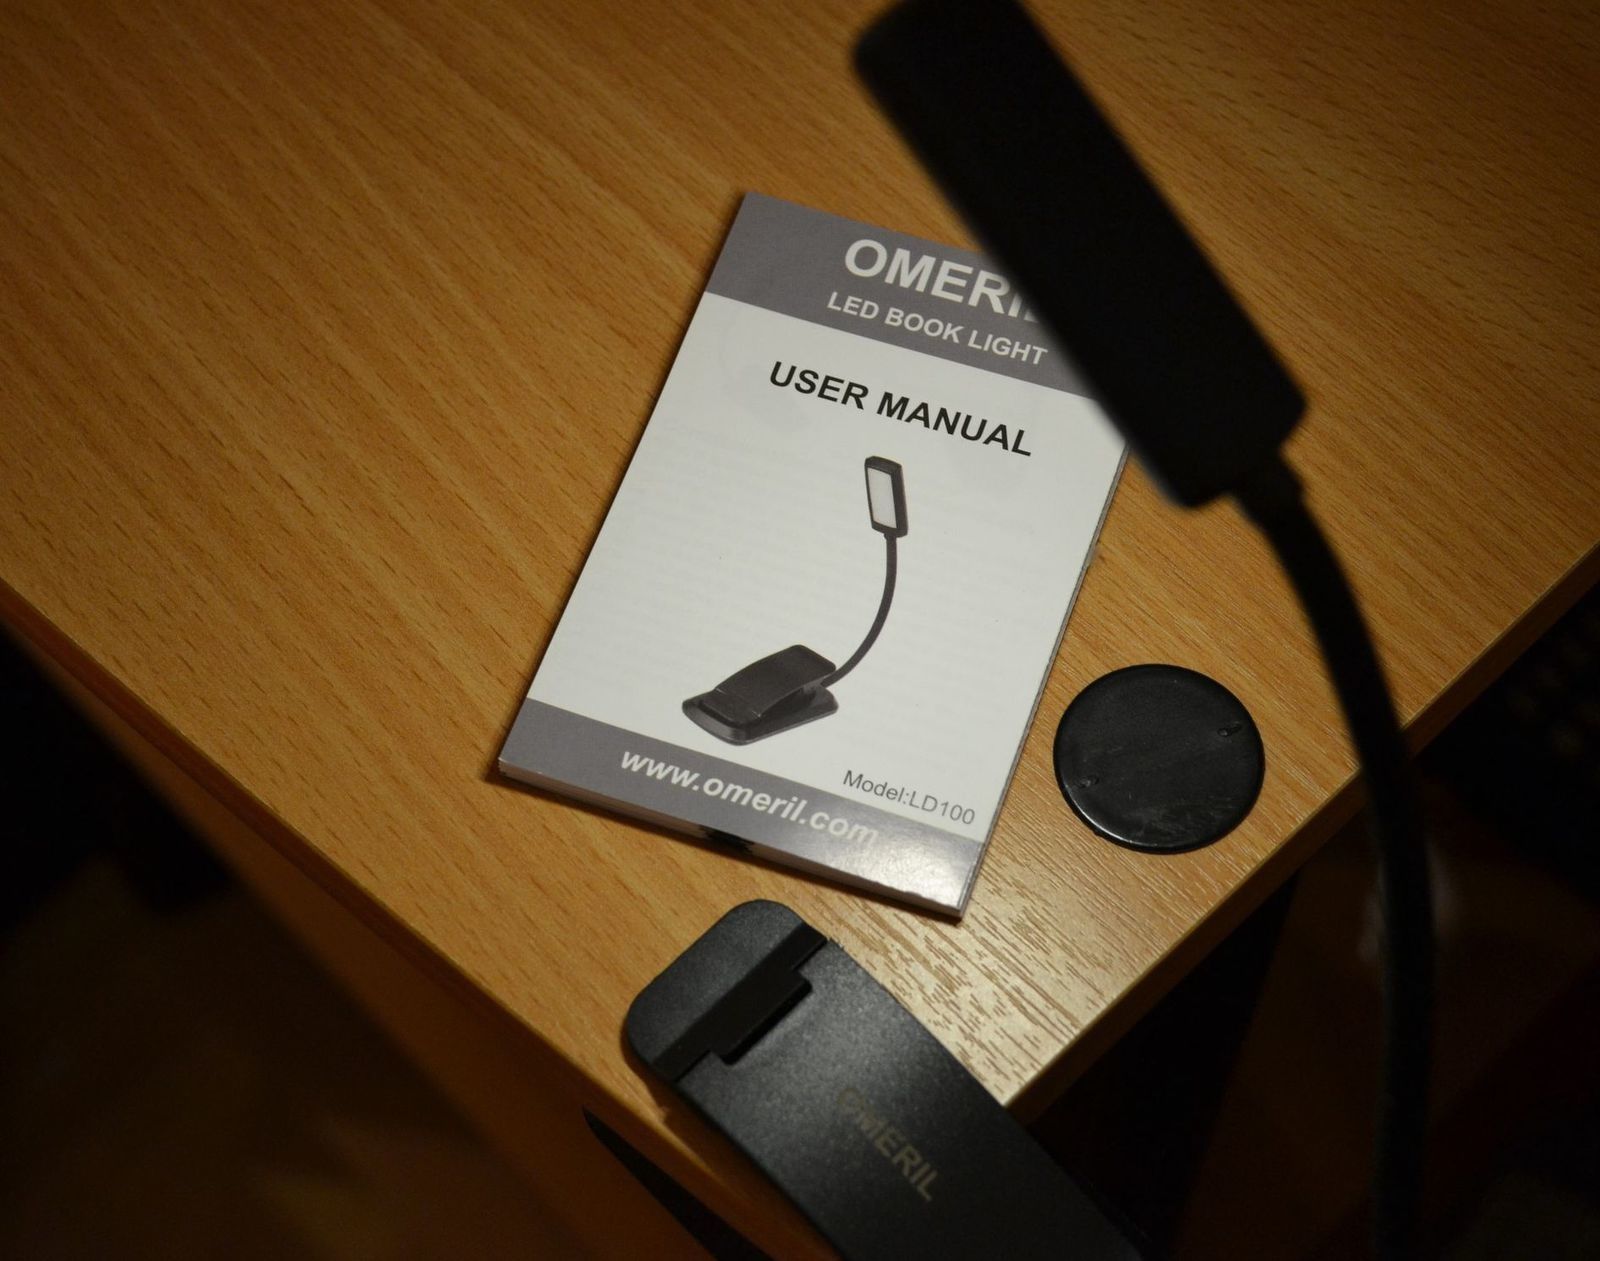 OMERIL
LED BOOK LIGHT
USER MANUAL
Model:LD100
www.omeril.com
OMERIL